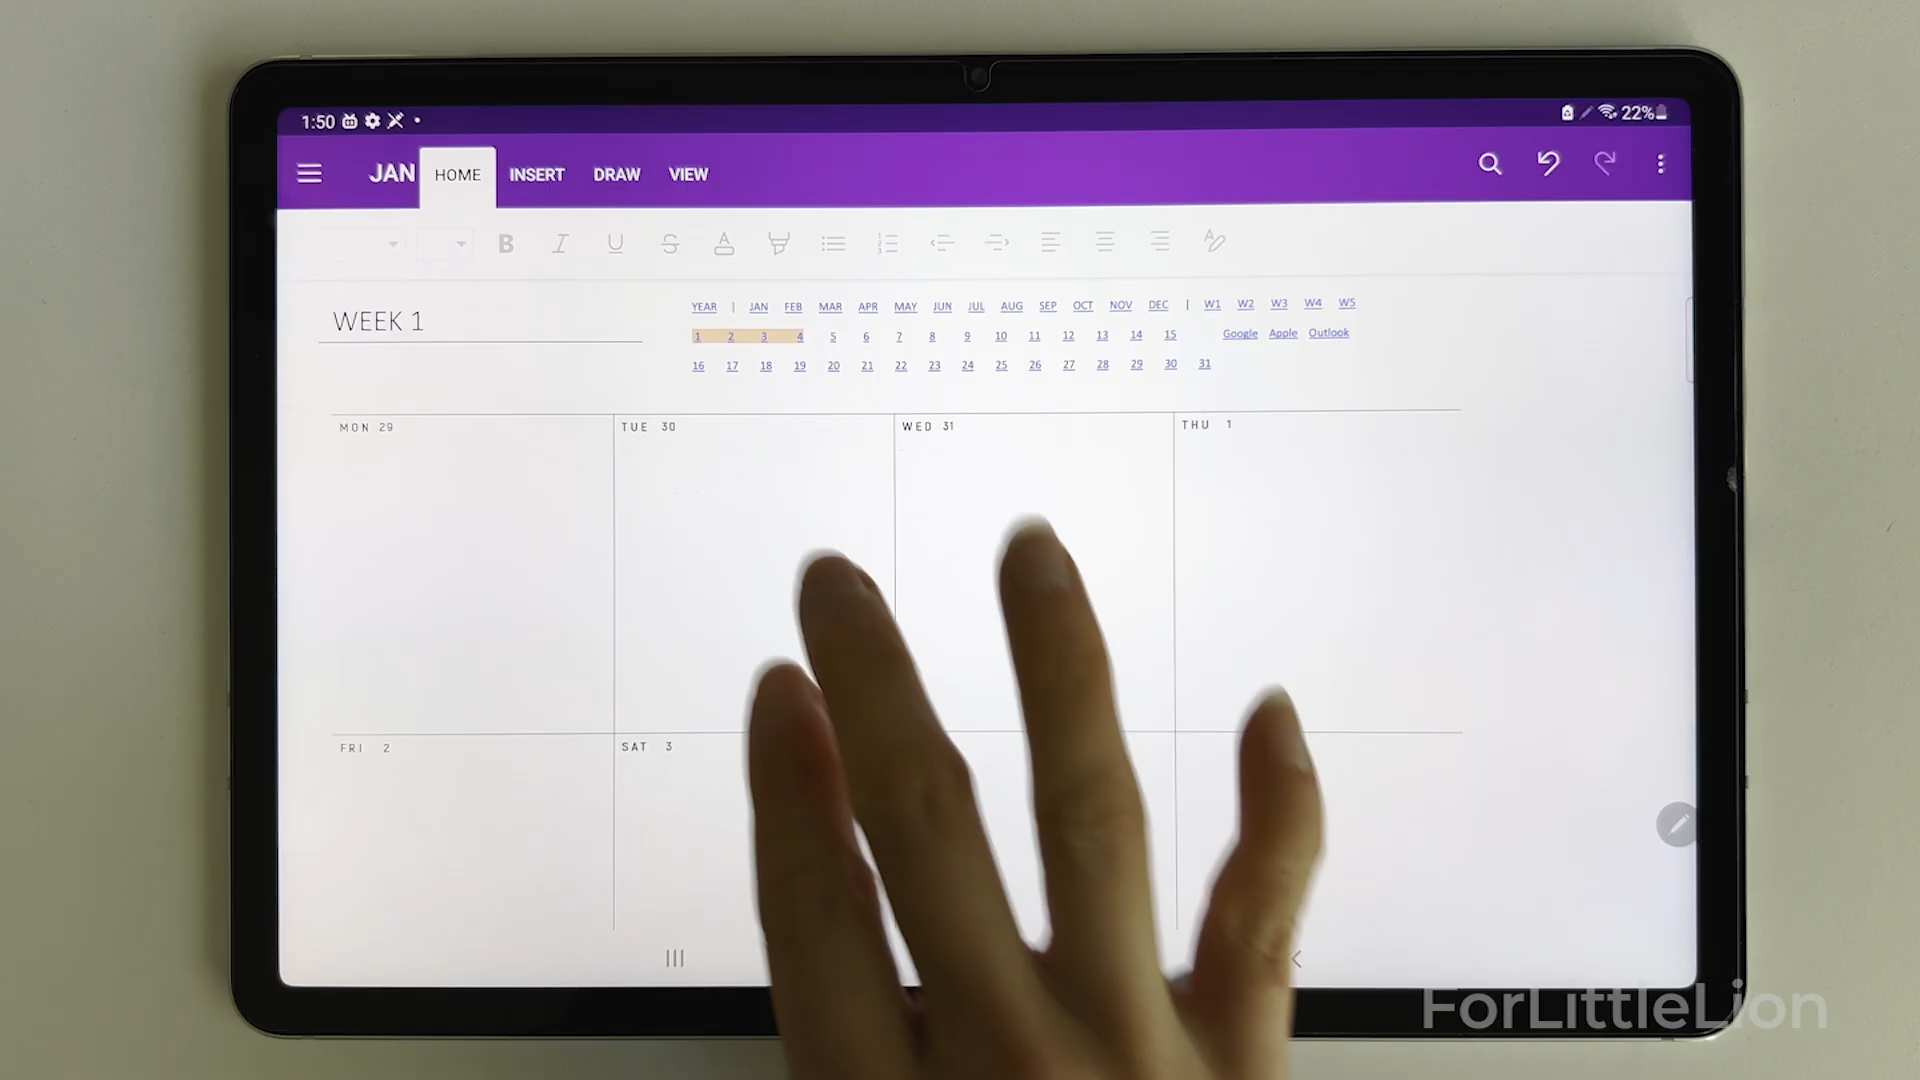 1:50 22%
JAN HOME INSERT DRAW VIEW
B I U S A
WEEK 1
YEAR | JAN FEB MAR APR MAY JUN JUL AUG SEP OCT NOV DEC | W1 W2 W3 W4 W5
1 2 3 4 5 6 7 8 9 10 11 12 13 14 15 Google Apple Outlook
16 17 18 19 20 21 22 23 24 25 26 27 28 29 30 31
MON 29 TUE 30 WED 31 THU 1
FRI 2 SAT 3
ForLittleLion